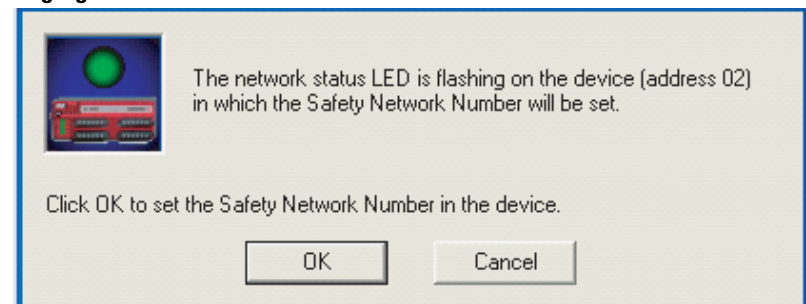 The network status LED is flashing on the device (address 02)
in which the Safety Network Number will be set.
Click OK to set the Safety Network Number in the device.
OK Cancel